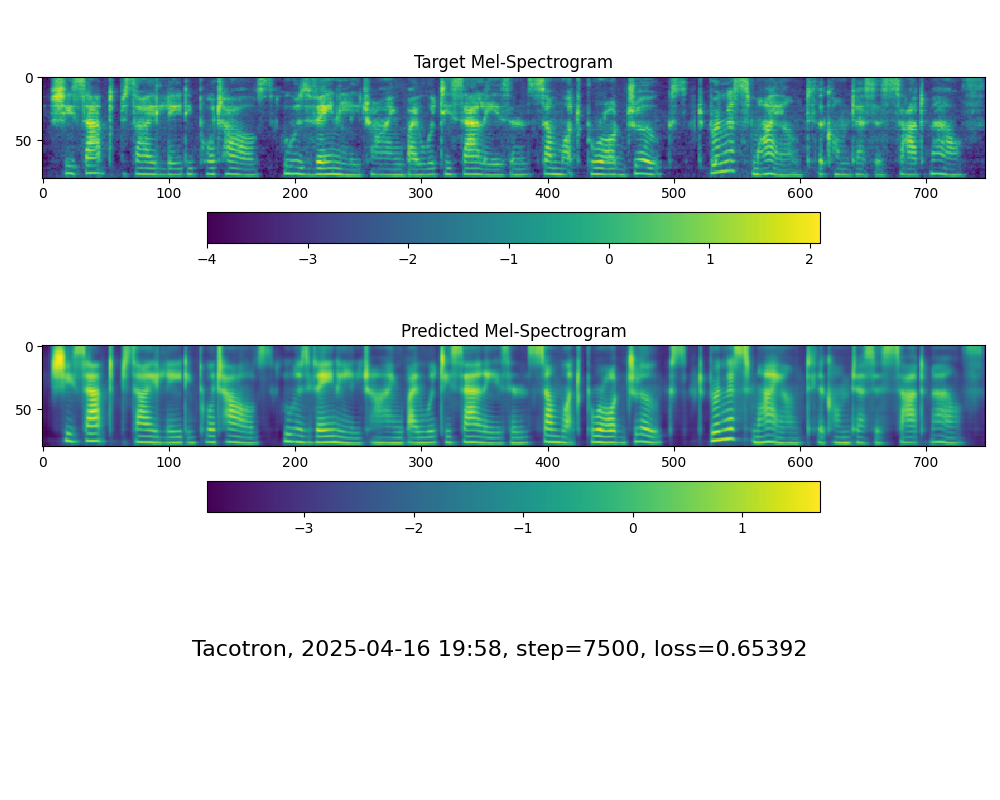 Target Mel-Spectrogram
0
50
0 100 200 300 400 500 600 700
−4 −3 −2 −1 0 1 2
Predicted Mel-Spectrogram
0
50
0 100 200 300 400 500 600 700
−3 −2 −1 0 1
Tacotron, 2025-04-16 19:58, step=7500, loss=0.65392